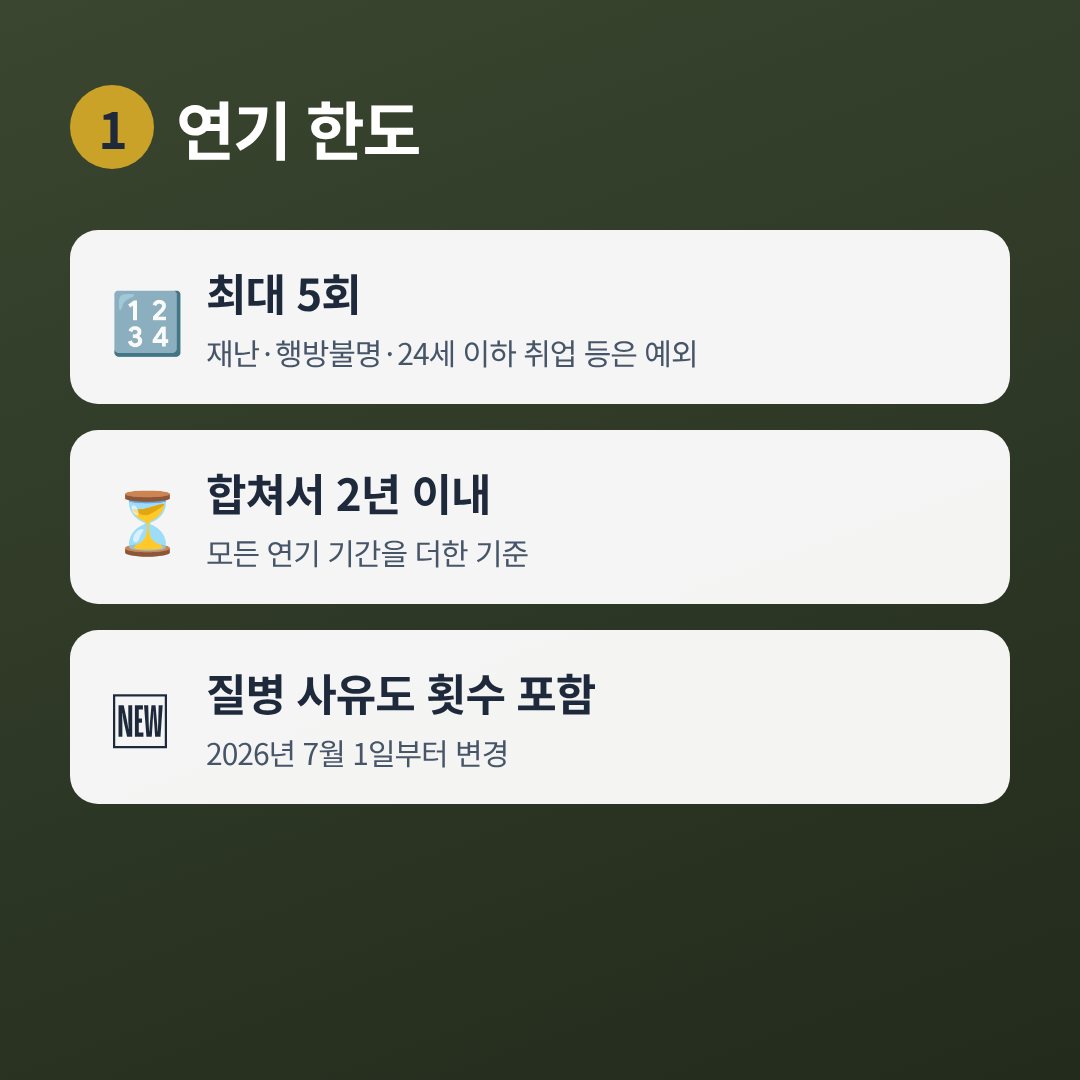 1 연기 한도
최대 5회
재난·행방불명·24세 이하 취업 등은 예외
합쳐서 2년 이내
모든 연기 기간을 더한 기준
NEW
질병 사유도 횟수 포함
2026년 7월 1일부터 변경